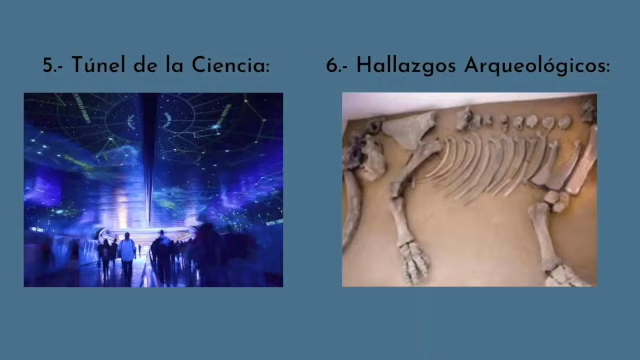 5.- Túnel de la Ciencia:
6.- Hallazgos Arqueológicos: